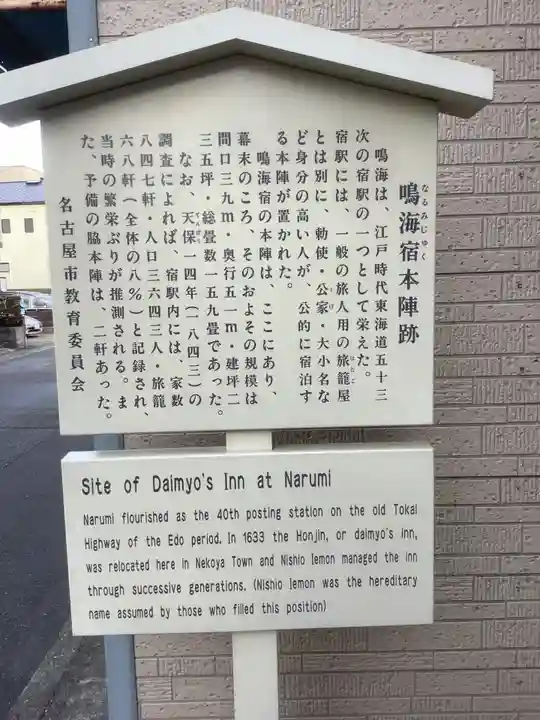 鳴海宿本陣跡
なるみじゅく
鳴海は、江戸時代東海道五十三
次の宿駅の一つとして栄えた。
宿駅には、一般の旅人用の旅籠屋
はたご
とは別に、勅使・公家・大小名な
くげ
ど身分の高い人が、公的に宿泊す
る本陣が置かれた。
鳴海宿の本陣は、ここにあり、
幕末のころ、そのおよその規模は
間口三九m・奥行五一m・建坪二
三五坪・総畳数一五九畳であった。
なお、天保一四年(一八四三)の
てんぽう
調査によれば、宿駅内には、家数
八四七軒・人口三六四三人・旅籠
六八軒(全体の八%)と記録され、
当時の繁栄ぶりが推測される。ま
た、予備の脇本陣は、二軒あった。
名古屋市教育委員会
Site of Daimyo's Inn at Narumi
Narumi flourished as the 40th posting station on the old Tokai
Highway of the Edo period. In 1633 the Honjin, or daimyo's inn,
was relocated here in Nekoya Town and Nishio Iemon managed the inn
through successive generations. (Nishio Iemon was the hereditary
name assumed by those who filled this position)